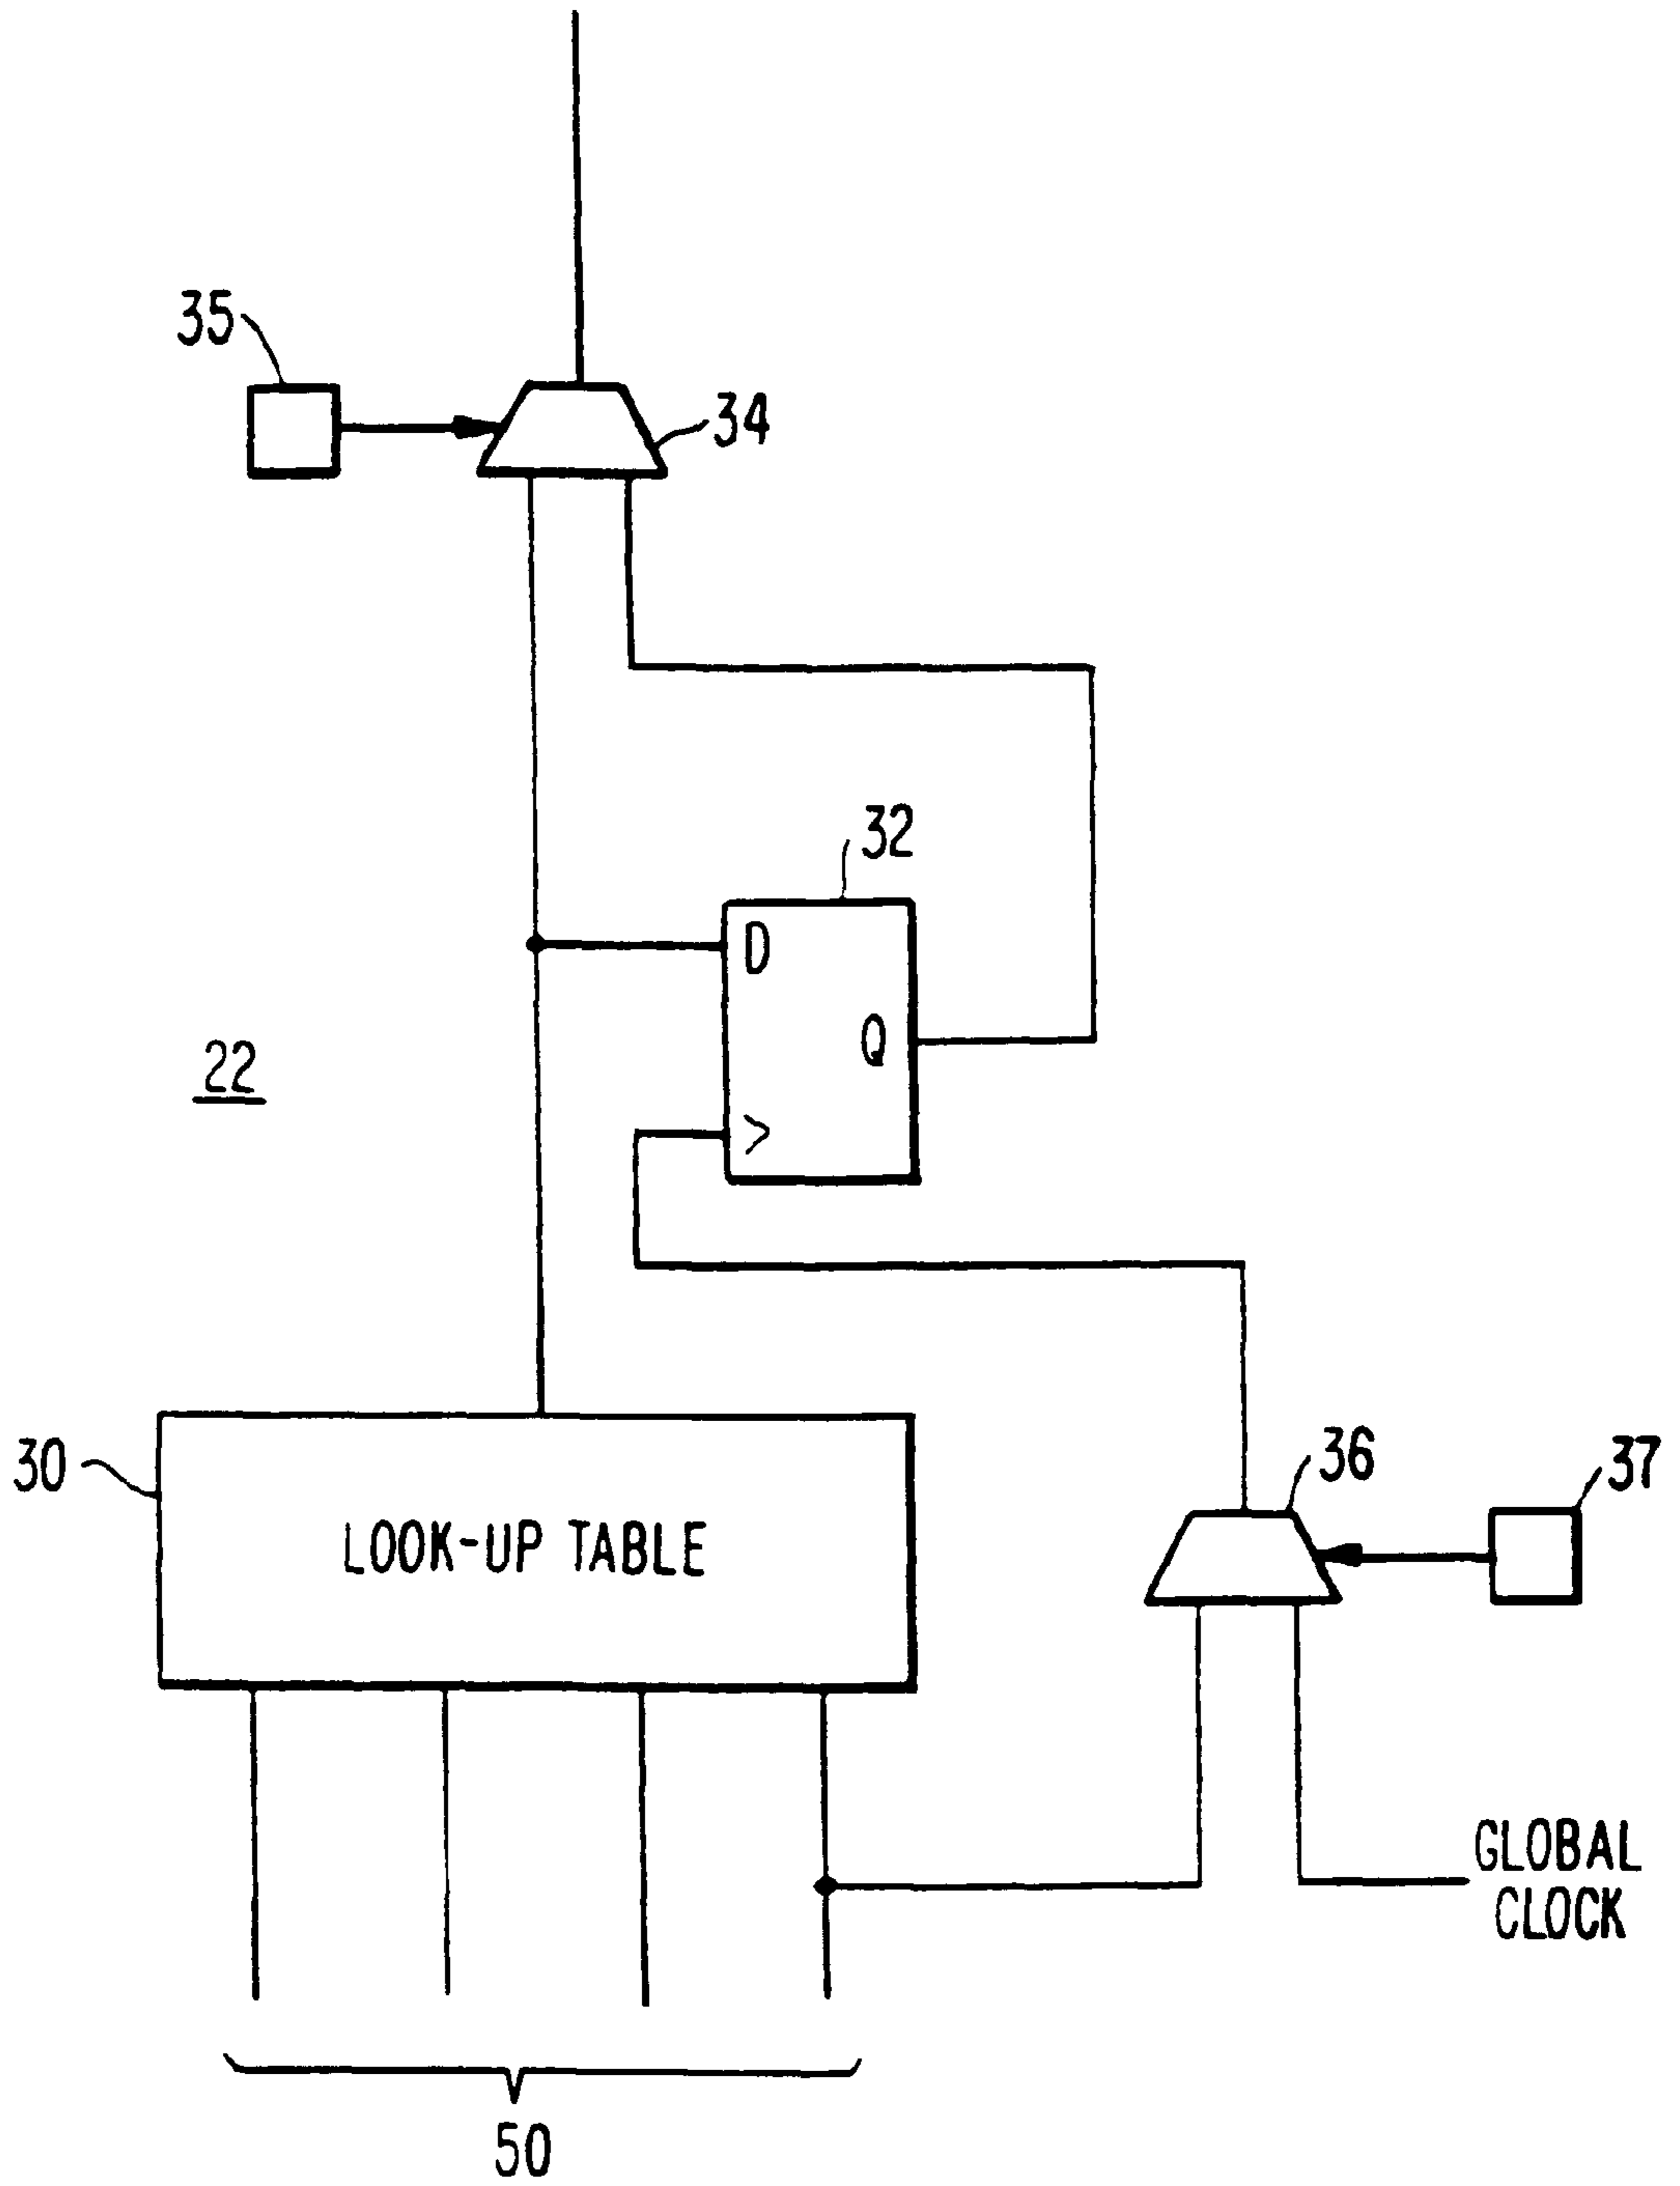 35
34
32
D
Q
22
>
30
LOOK-UP TABLE
36
37
GLOBAL
CLOCK
50